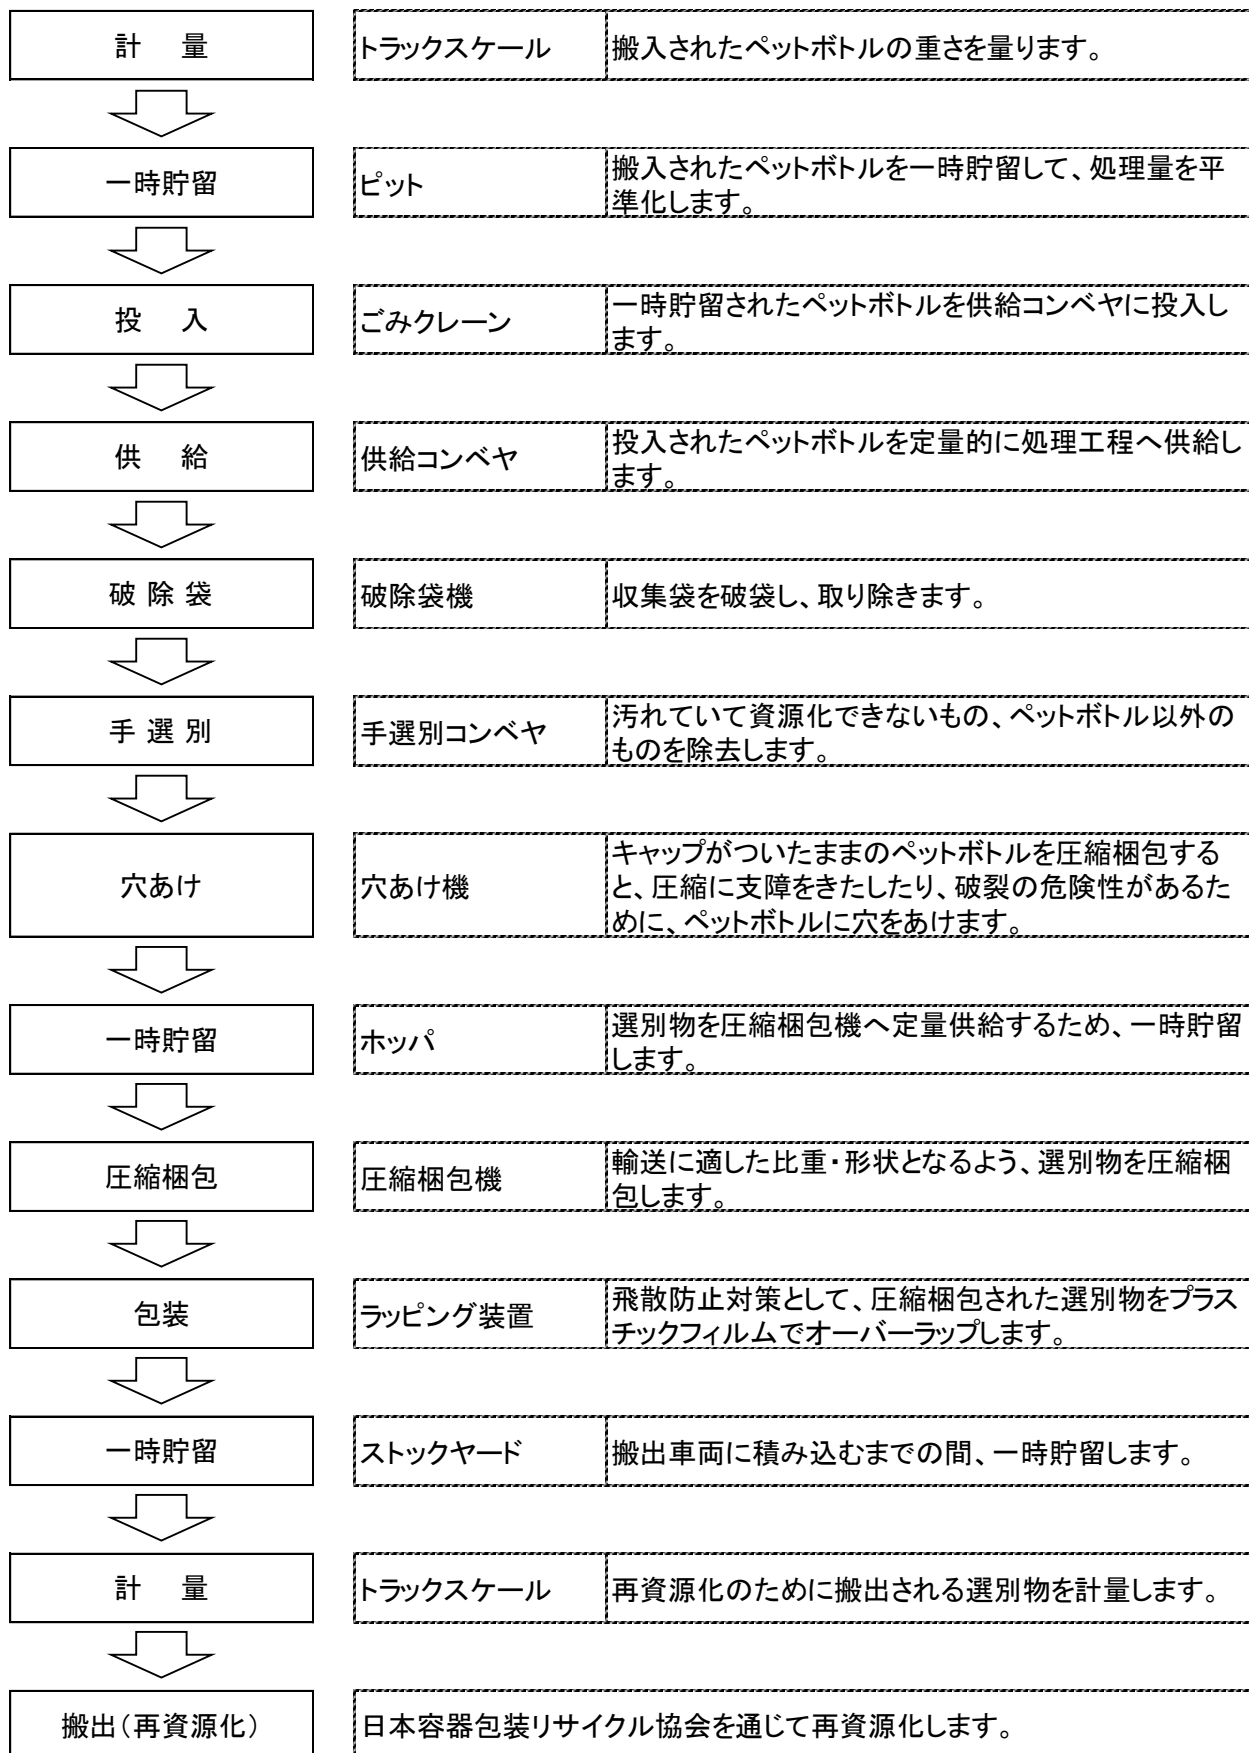 計 量
トラックスケール
搬入されたペットボトルの重さを量ります。
一時貯留
ピット
搬入されたペットボトルを一時貯留して、処理量を平
準化します。
投 入
ごみクレーン
一時貯留されたペットボトルを供給コンベヤに投入し
ます。
供 給
供給コンベヤ
投入されたペットボトルを定量的に処理工程へ供給し
ます。
破 除 袋
破除袋機
収集袋を破袋し、取り除きます。
手 選 別
手選別コンベヤ
汚れていて資源化できないもの、ペットボトル以外の
ものを除去します。
穴あけ
穴あけ機
キャップがついたままのペットボトルを圧縮梱包する
と、圧縮に支障をきたしたり、破裂の危険性があるた
めに、ペットボトルに穴をあけます。
一時貯留
ホッパ
選別物を圧縮梱包機へ定量供給するため、一時貯留
します。
圧縮梱包
圧縮梱包機
輸送に適した比重・形状となるよう、選別物を圧縮梱
包します。
包装
ラッピング装置
飛散防止対策として、圧縮梱包された選別物をプラス
チックフィルムでオーバーラップします。
一時貯留
ストックヤード
搬出車両に積み込むまでの間、一時貯留します。
計 量
トラックスケール
再資源化のために搬出される選別物を計量します。
搬出(再資源化)
日本容器包装リサイクル協会を通じて再資源化します。